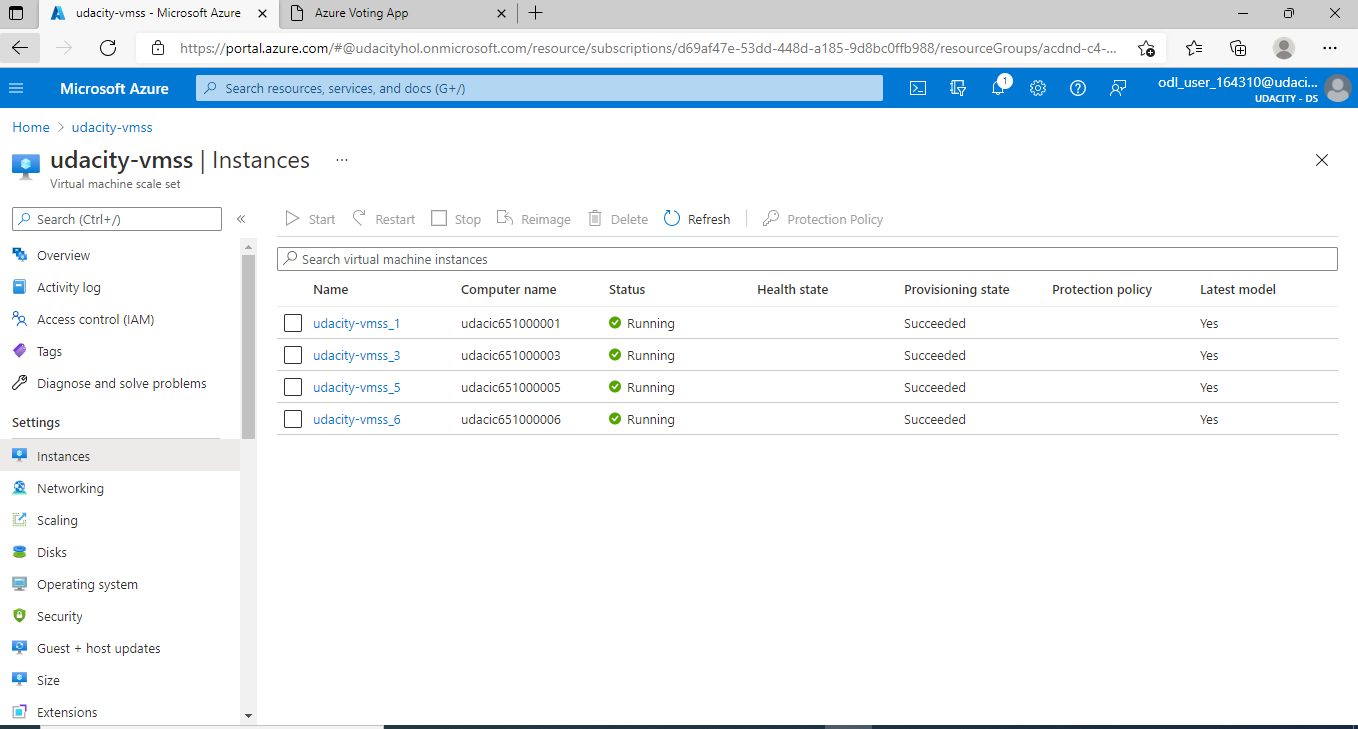 udacity-vmss - Microsoft Azure
Azure Voting App
https://portal.azure.com/#@udacityhol.onmicrosoft.com/resource/subscriptions/d69af47e-53dd-448d-a185-9d8bc0ffb988/resourceGroups/acdnd-c4-...
Microsoft Azure
Search resources, services, and docs (G+/)
1
odl_user_164310@udaci...
UDACITY - DS
Home > udacity-vmss
udacity-vmss | Instances ...
Virtual machine scale set
Search (Ctrl+/) «
Start Restart Stop Reimage Delete Refresh Protection Policy
Overview
Activity log
Access control (IAM)
Tags
Diagnose and solve problems
Settings
Instances
Networking
Scaling
Disks
Operating system
Security
Guest + host updates
Size
Extensions
Search virtual machine instances
Name Computer name Status Health state Provisioning state Protection policy Latest model
udacity-vmss_1 udacic651000001 Running Succeeded Yes
udacity-vmss_3 udacic651000003 Running Succeeded Yes
udacity-vmss_5 udacic651000005 Running Succeeded Yes
udacity-vmss_6 udacic651000006 Running Succeeded Yes